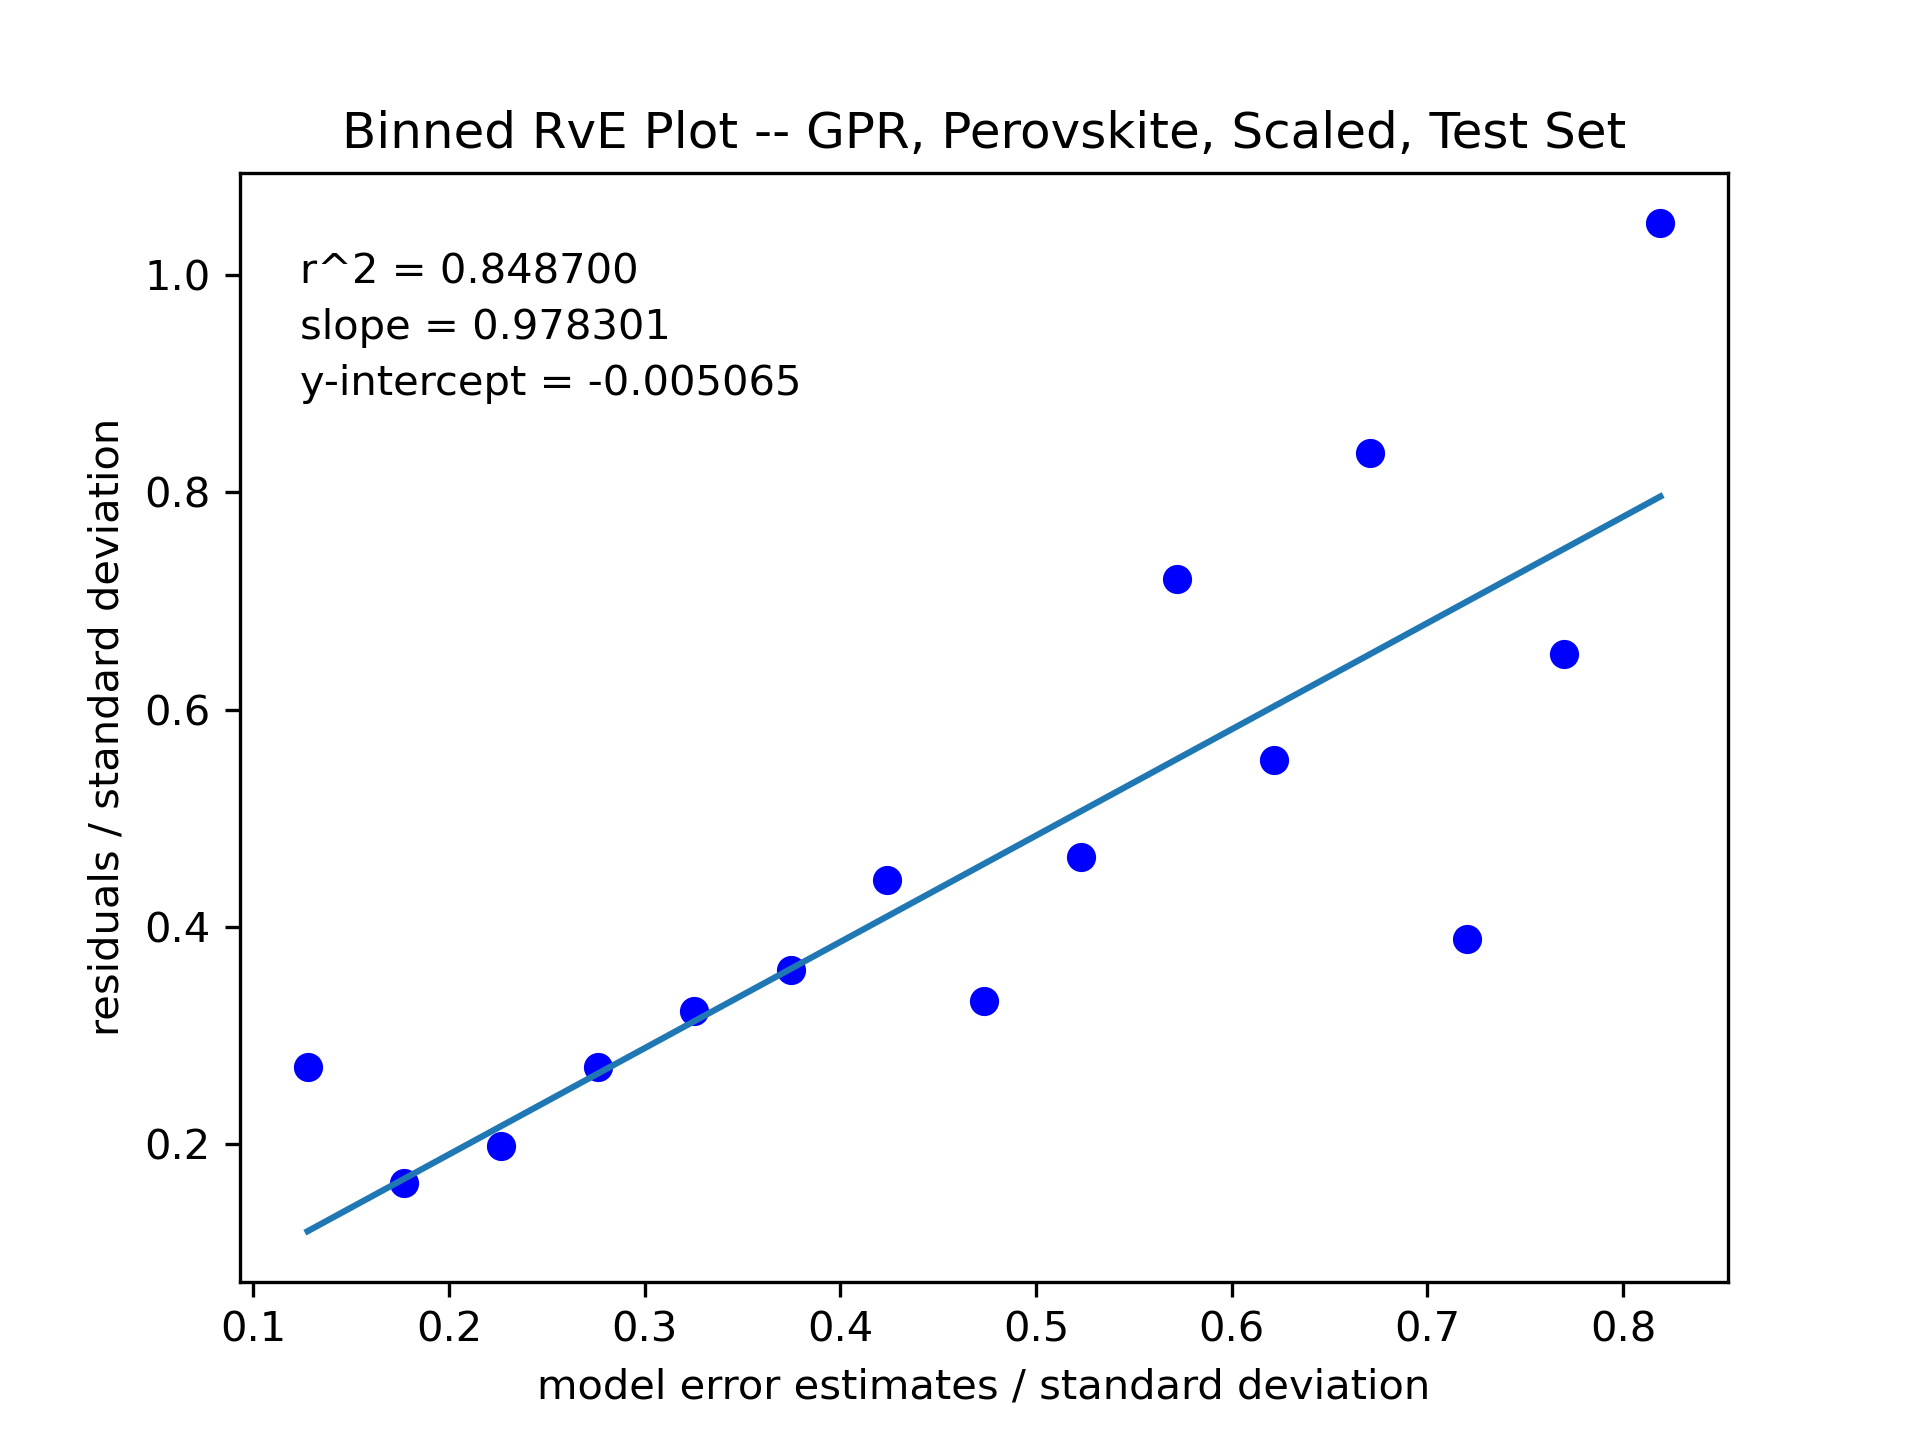 Binned RvE Plot -- GPR, Perovskite, Scaled, Test Set
r^2 = 0.848700
slope = 0.978301
y-intercept = -0.005065
residuals / standard deviation
1.0
0.8
0.6
0.4
0.2
0.1 0.2 0.3 0.4 0.5 0.6 0.7 0.8
model error estimates / standard deviation